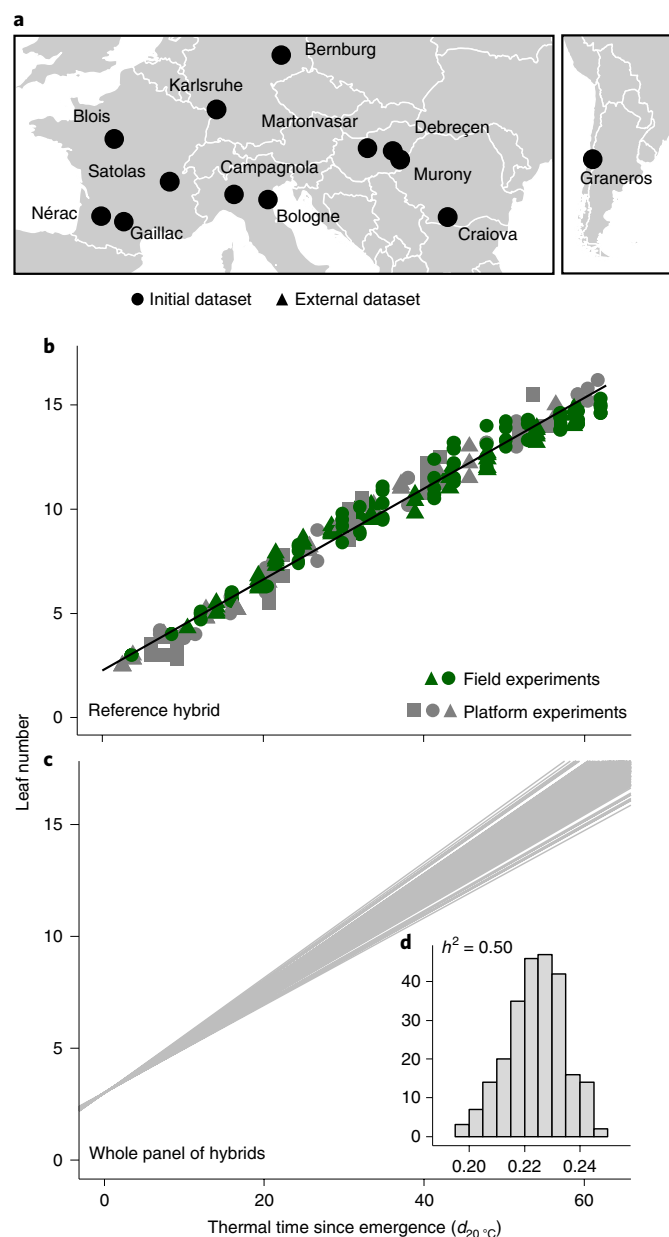 a
Bernburg
Karlsruhe
Blois
Martonvasar
Debreçen
Satolas
Campagnola
Murony
Graneros
Nérac
Gaillac
Bologne
Craiova
● Initial dataset ▲ External dataset
b
15
10
5
0
Field experiments
Platform experiments
Reference hybrid
Leaf number
c
15
10
5
0
Whole panel of hybrids
d
h² = 0.50
40
30
20
10
0
0.20 0.22 0.24
0 20 40 60
Thermal time since emergence (d20 °C)